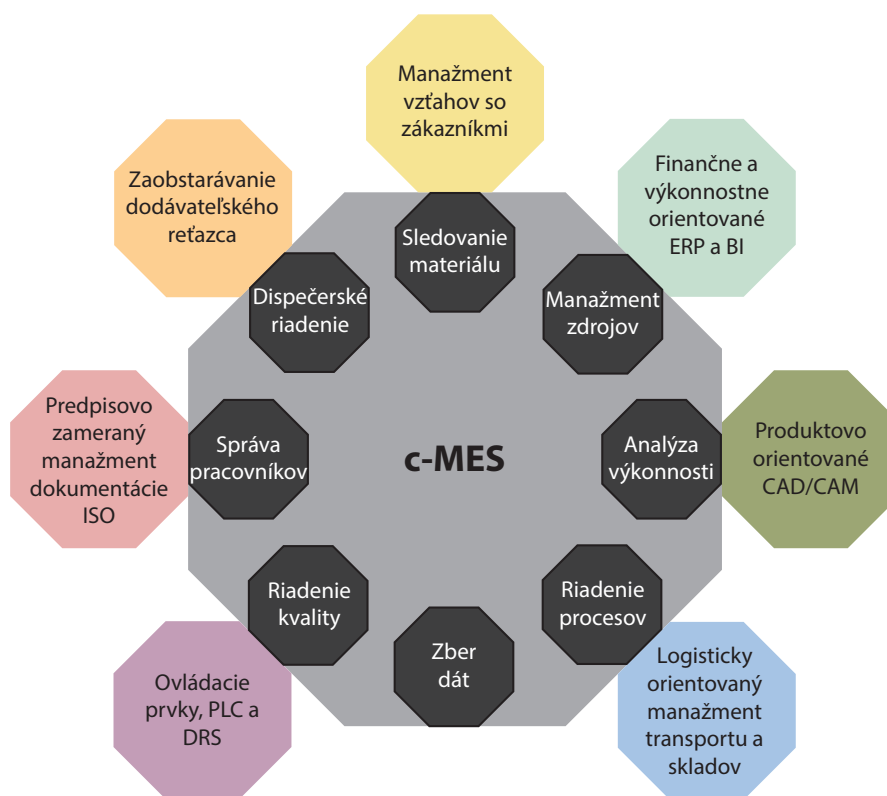 Manažment
vzťahov so
zákazníkmi
Zaobstarávanie
dodávateľského
reťazca
Finančne a
výkonnostne
orientované
ERP a BI
Sledovanie
materiálu
Dispečerské
riadenie
Manažment
zdrojov
Predpisovo
zameraný
manažment
dokumentácie
ISO
Správa
pracovníkov
c-MES
Analýza
výkonnosti
Produktovo
orientované
CAD/CAM
Riadenie
kvality
Riadenie
procesov
Zber
dát
Ovládacie
prvky, PLC a
DRS
Logisticky
orientovaný
manažment
transportu a
skladov